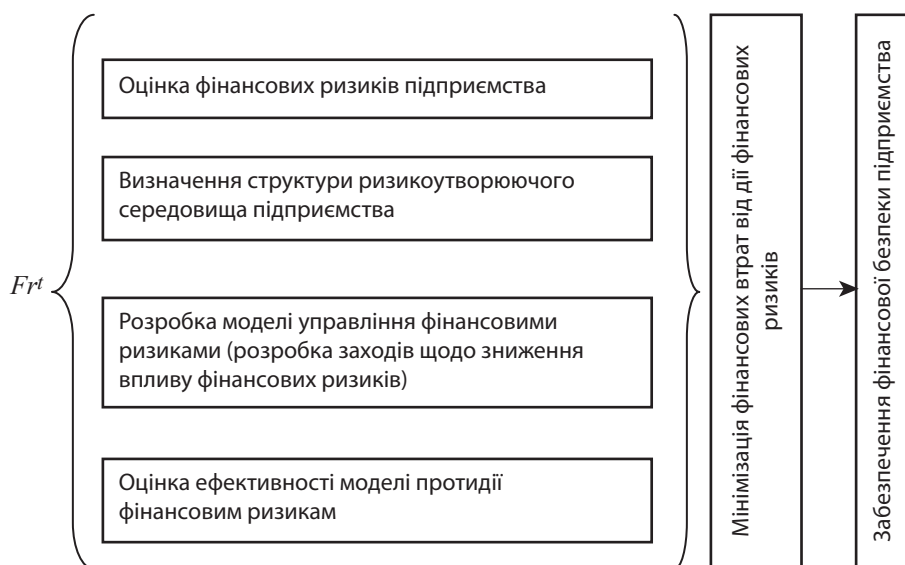 Frᵗ
Оцінка фінансових ризиків підприємства
Визначення структури ризикоутворюючого
середовища підприємства
Розробка моделі управління фінансовими
ризиками (розробка заходів щодо зниження
впливу фінансових ризиків)
Оцінка ефективності моделі протидії
фінансовим ризикам
Мінімізація фінансових втрат від дії фінансових
ризиків
Забезпечення фінансової безпеки підприємства